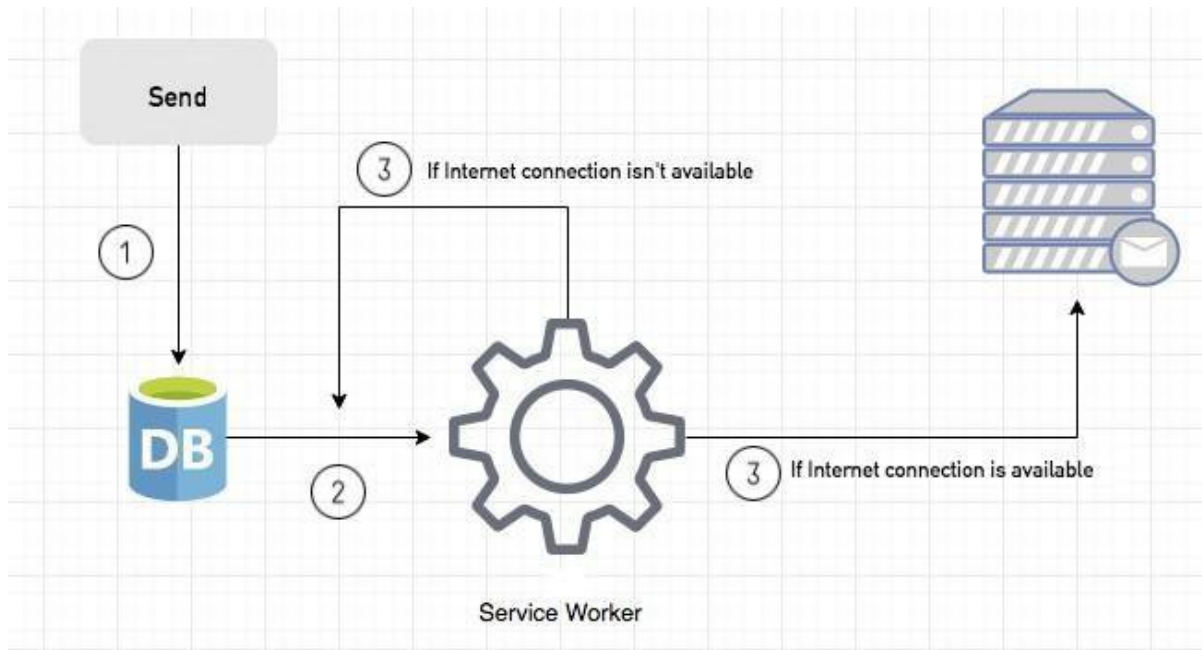 Send
3 If Internet connection isn't available
1
DB
2
3 If Internet connection is available
Service Worker